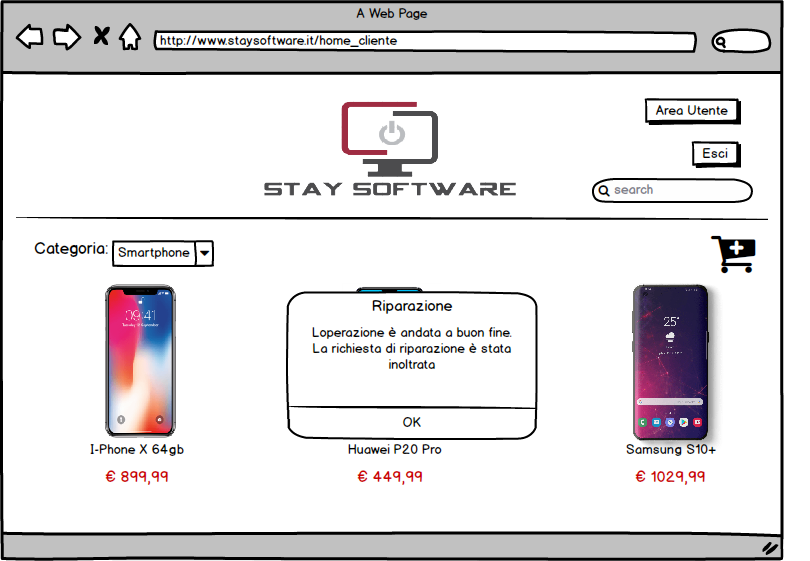 A Web Page
http://www.staysoftware.it/home_cliente
Area Utente
Esci
STAY SOFTWARE
search
Categoria: Smartphone
Riparazione
Loperazione è andata a buon fine.
La richiesta di riparazione è stata
inoltrata
OK
25°
I-Phone X 64gb
Huawei P20 Pro
Samsung S10+
€ 899,99
€ 449,99
€ 1029,99